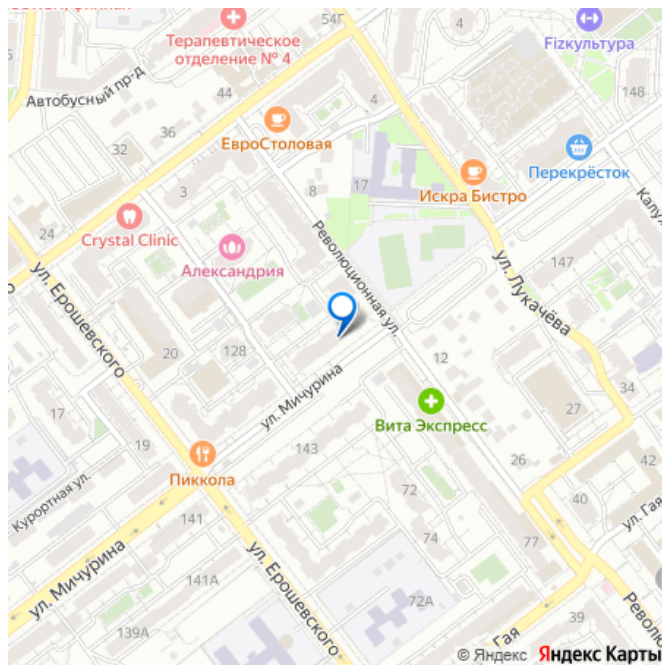 54Г
4
Терапевтическое
отделение № 4
Fizкультура
Автобусный пр-д
44
148
36
4
ЕвроСтоловая
32
Перекрёсток
3
8
17
Искра Бистро
24
Crystal Clinic
Революционная ул.
Александрия
147
ул. Ерошевского
ул. Лукачёва
20
128
12
34
17
ул. Мичурина
Вита Экспресс
27
19
143
26
42
Пиккола
72
40
Курортная ул.
141
74
77
ул. Гая
ул. Мичурина
141А
ул. Ерошевского
72А
139А
39
Гая
© Яндекс Яндекс Карты